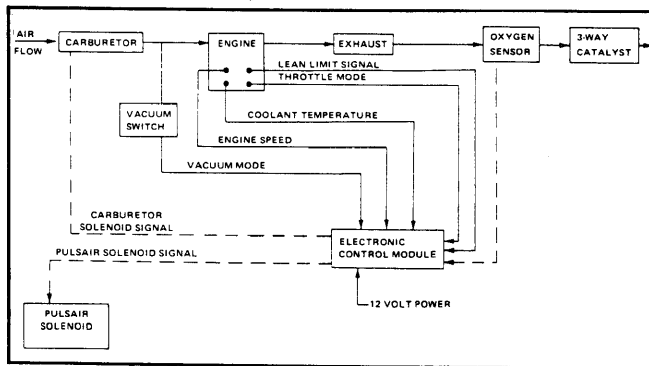 AIR
FLOW
CARBURETOR
ENGINE
EXHAUST
OXYGEN
SENSOR
3-WAY
CATALYST
LEAN LIMIT SIGNAL
THROTTLE MODE
VACUUM
SWITCH
COOLANT TEMPERATURE
ENGINE SPEED
VACUUM MODE
CARBURETOR
SOLENOID SIGNAL
ELECTRONIC
CONTROL MODULE
PULSAIR SOLENOID SIGNAL
12 VOLT POWER
PULSAIR
SOLENOID